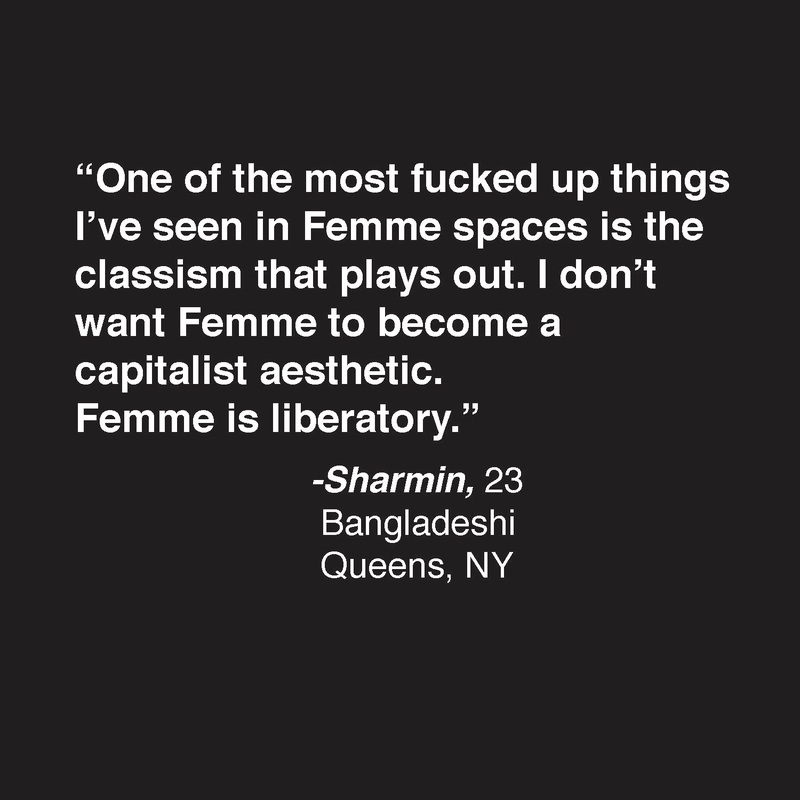 “One of the most fucked up things
I’ve seen in Femme spaces is the
classism that plays out. I don’t
want Femme to become a
capitalist aesthetic.
Femme is liberatory.”
-Sharmin, 23
Bangladeshi
Queens, NY